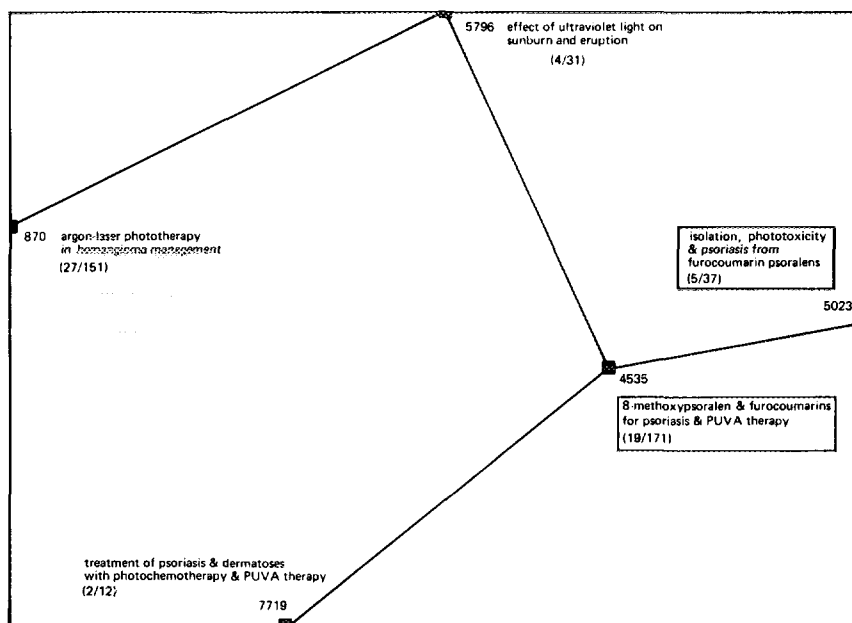 5796 effect of ultraviolet light on
sunburn and eruption
(4/31)
870 argon-laser phototherapy
in hemangioma management
(27/151)
isolation, phototoxicity
& psoriasis from
furocoumarin psoralens
(5/37)
5023
4535
8-methoxypsoralen & furocoumarins
for psoriasis & PUVA therapy
(19/171)
treatment of psoriasis & dermatoses
with photochemotherapy & PUVA therapy
(2/12)
7719